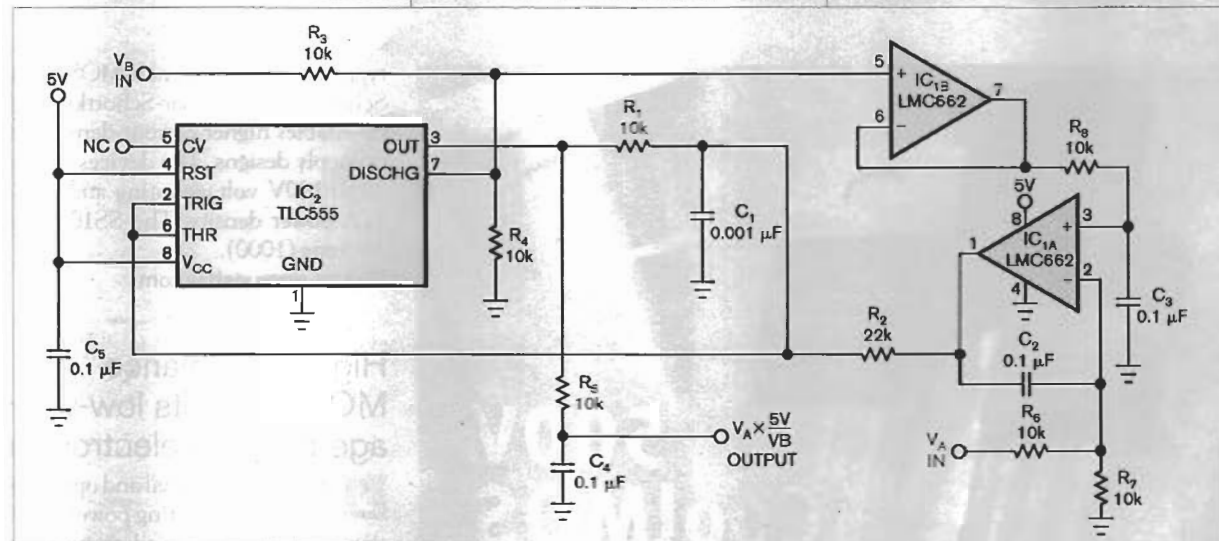 R3
10k
VB
IN
5V
NC
5
CV
4
RST
2
TRIG
6
THR
8
VCC
IC2
TLC555
GND
1
OUT
3
DISCHG
7
R4
10k
R1
10k
C1
0.001 µF
5
+
6
−
IC1B
LMC662
7
R8
10k
5V
8
1
IC1A
LMC662
4
3
+
2
−
C3
0.1 µF
R2
22k
C2
0.1 µF
R6
10k
VA
IN
R7
10k
C5
0.1 µF
R5
10k
C4
0.1 µF
VA × 5V
VB
OUTPUT